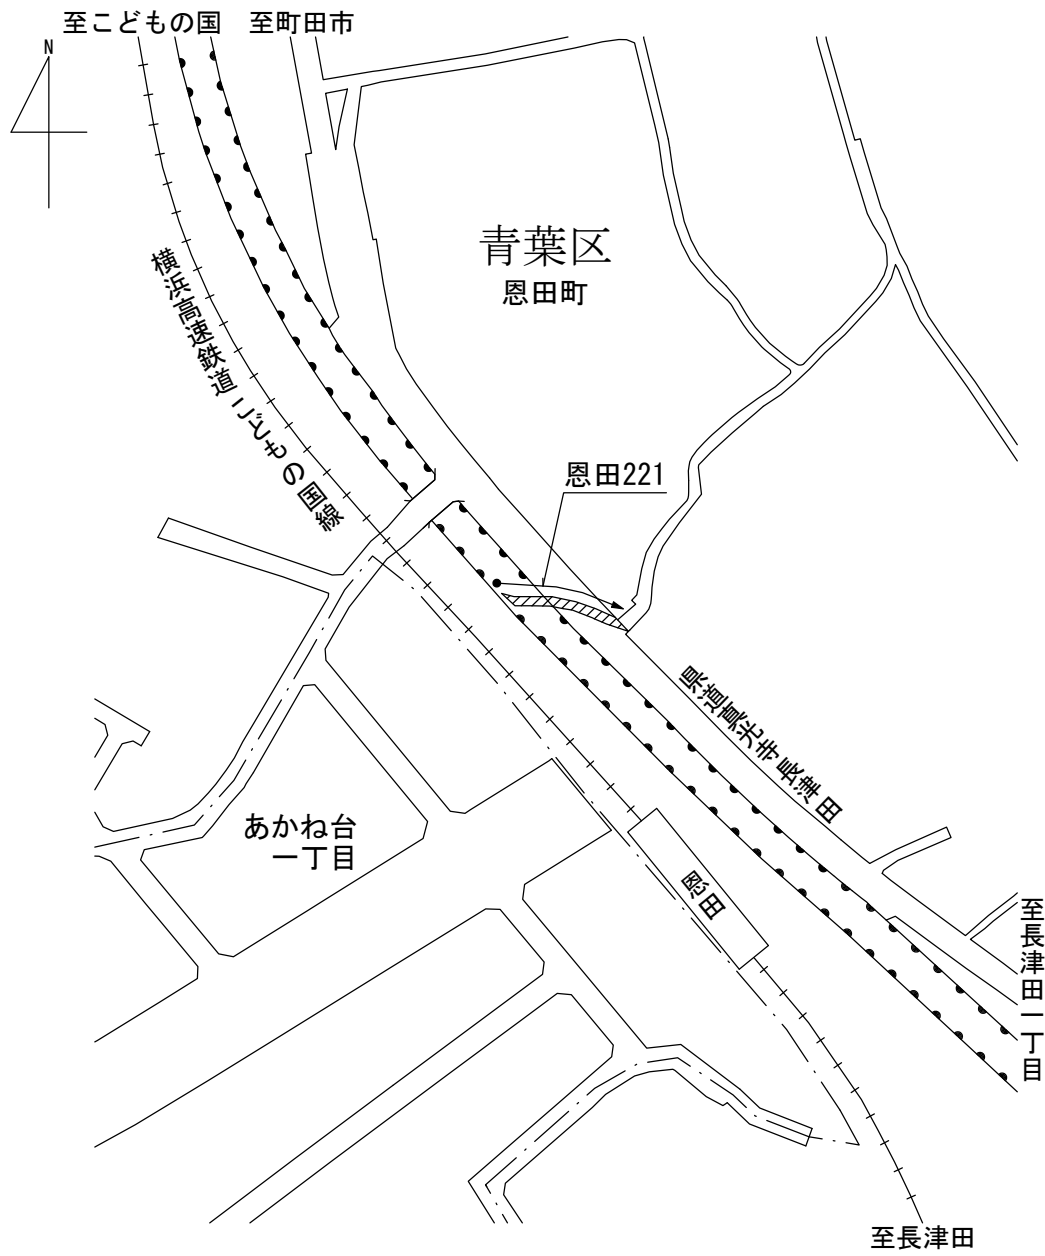 至こどもの国
至町田市
N
青葉区
恩田町
横浜高速鉄道こどもの国線
恩田221
県道真光寺長津田
あかね台
一丁目
恩田
至長津田一丁目
至長津田